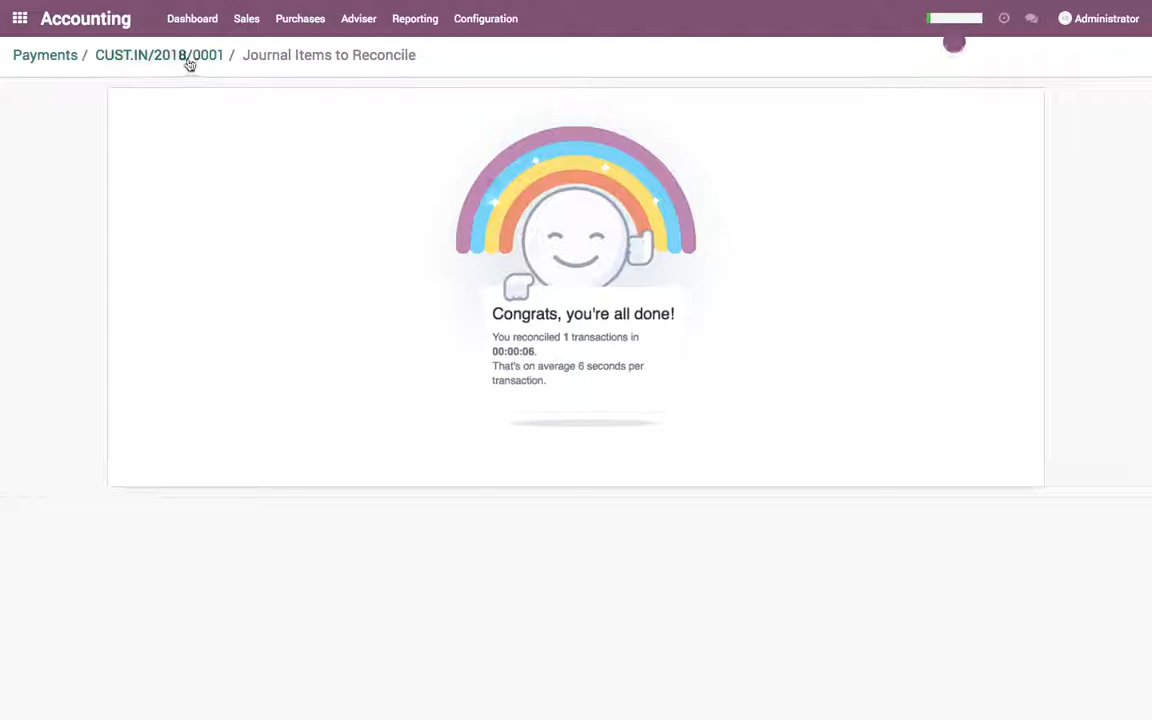 Accounting Dashboard Sales Purchases Adviser Reporting Configuration Administrator
Payments / CUST.IN/2018/0001 / Journal Items to Reconcile
Congrats, you're all done!
You reconciled 1 transactions in
00:00:06.
That's on average 6 seconds per
transaction.